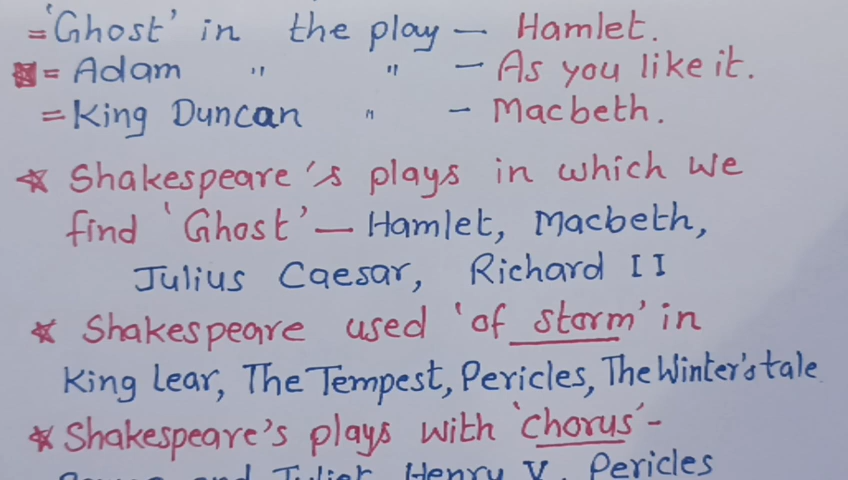 = 'Ghost' in the play — Hamlet.
= Adam " " — As you like it.
= King Duncan " — Macbeth.
☆ Shakespeare's plays in which we
find 'Ghost' — Hamlet, Macbeth,
Julius Caesar, Richard II
☆ Shakespeare used 'of storm' in
King Lear, The Tempest, Pericles, The Winter's tale
☆ Shakespeare's plays with 'chorus' -
and Juliet, Henry V, Pericles